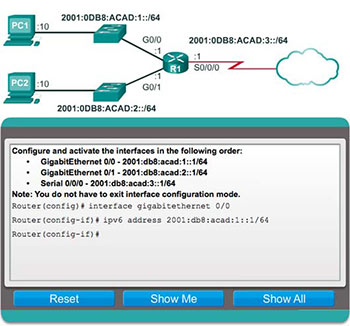 2001:0DB8:ACAD:1::/64
PC1
:10
G0/0
:1
2001:0DB8:ACAD:3::/64
:1
R1
S0/0/0
PC2
:10
:1
G0/1
2001:0DB8:ACAD:2::/64
Configure and activate the interfaces in the following order:
• GigabitEthernet 0/0 - 2001:db8:acad:1::1/64
• GigabitEthernet 0/1 - 2001:db8:acad:2::1/64
• Serial 0/0/0 - 2001:db8:acad:3::1/64
Note: You do not have to exit interface configuration mode.
Router(config)# interface gigabitethernet 0/0
Router(config-if)# ipv6 address 2001:db8:acad:1::1/64
Router(config-if)#
Reset
Show Me
Show All